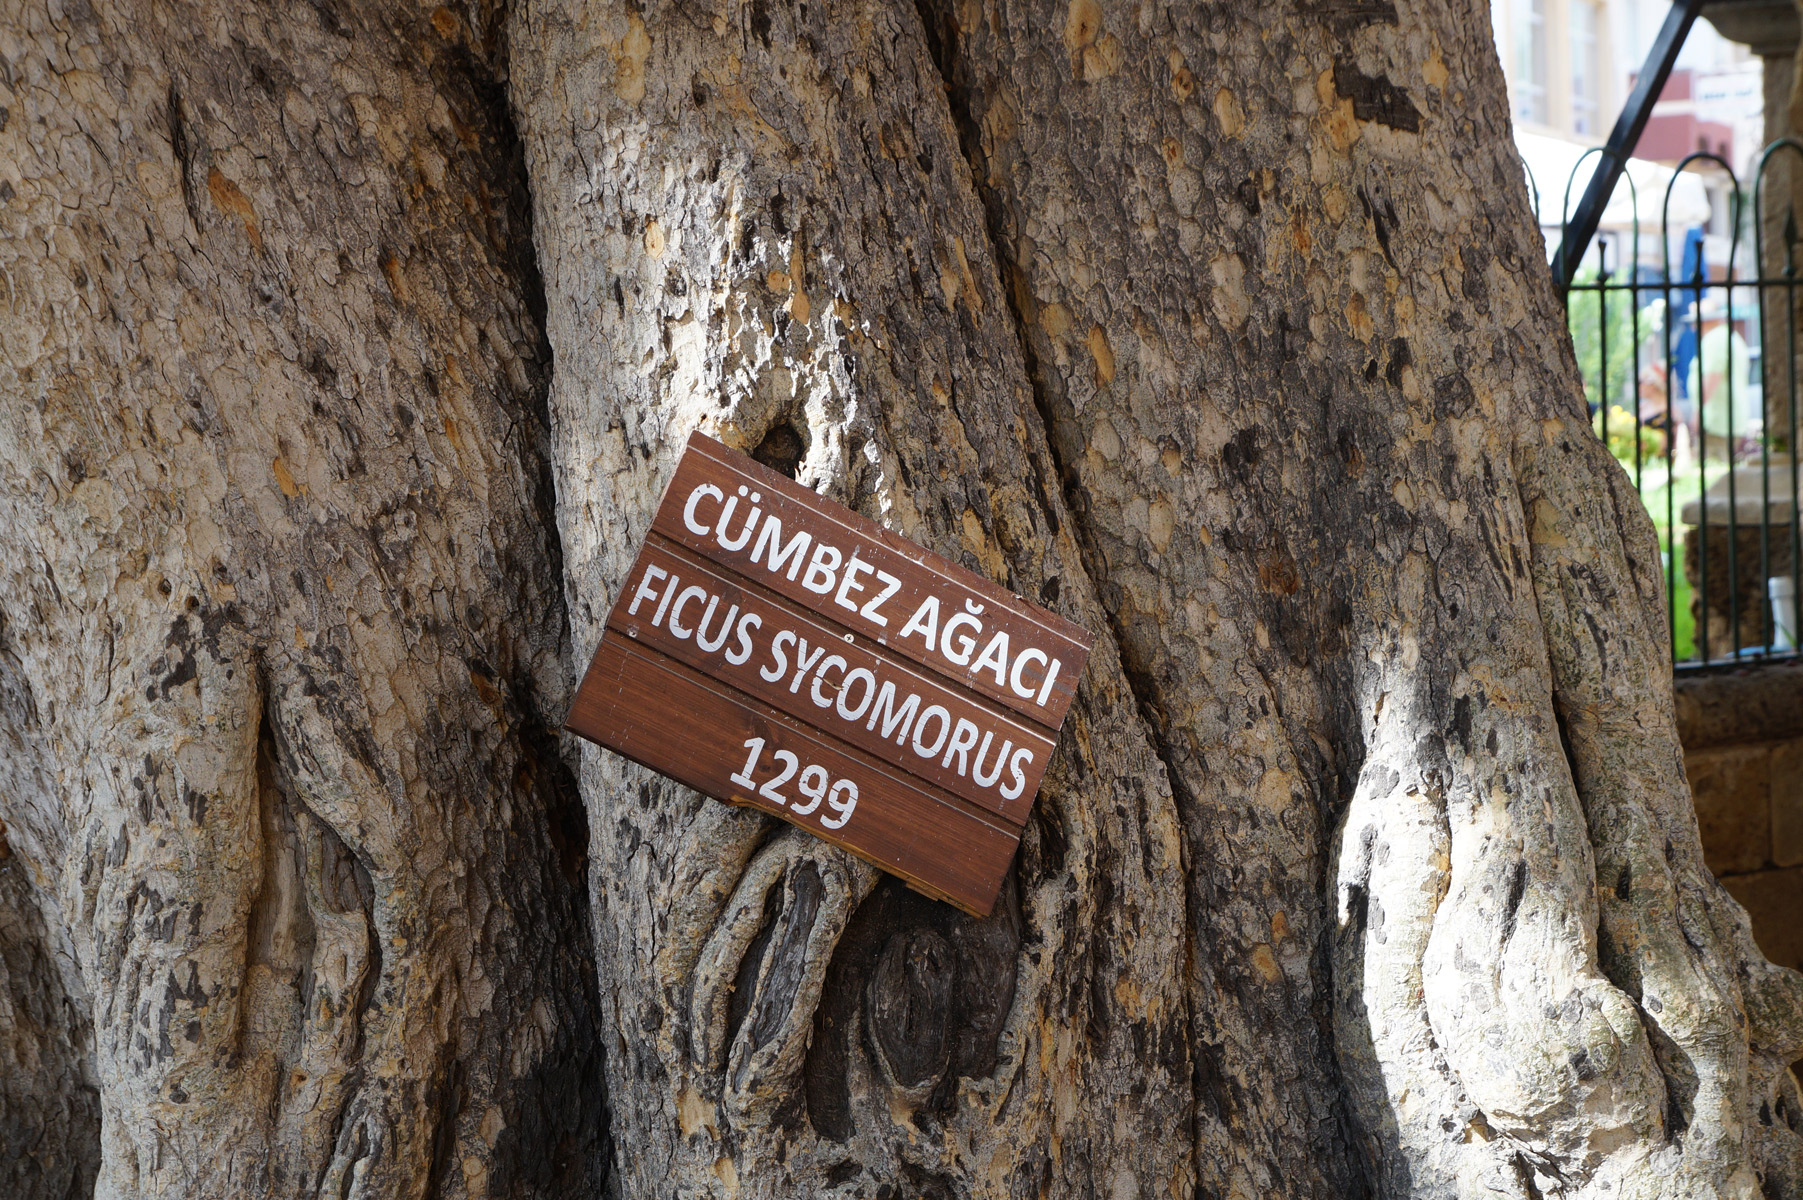 CÜMBEZ AĞACI
FICUS SYCOMORUS
1299